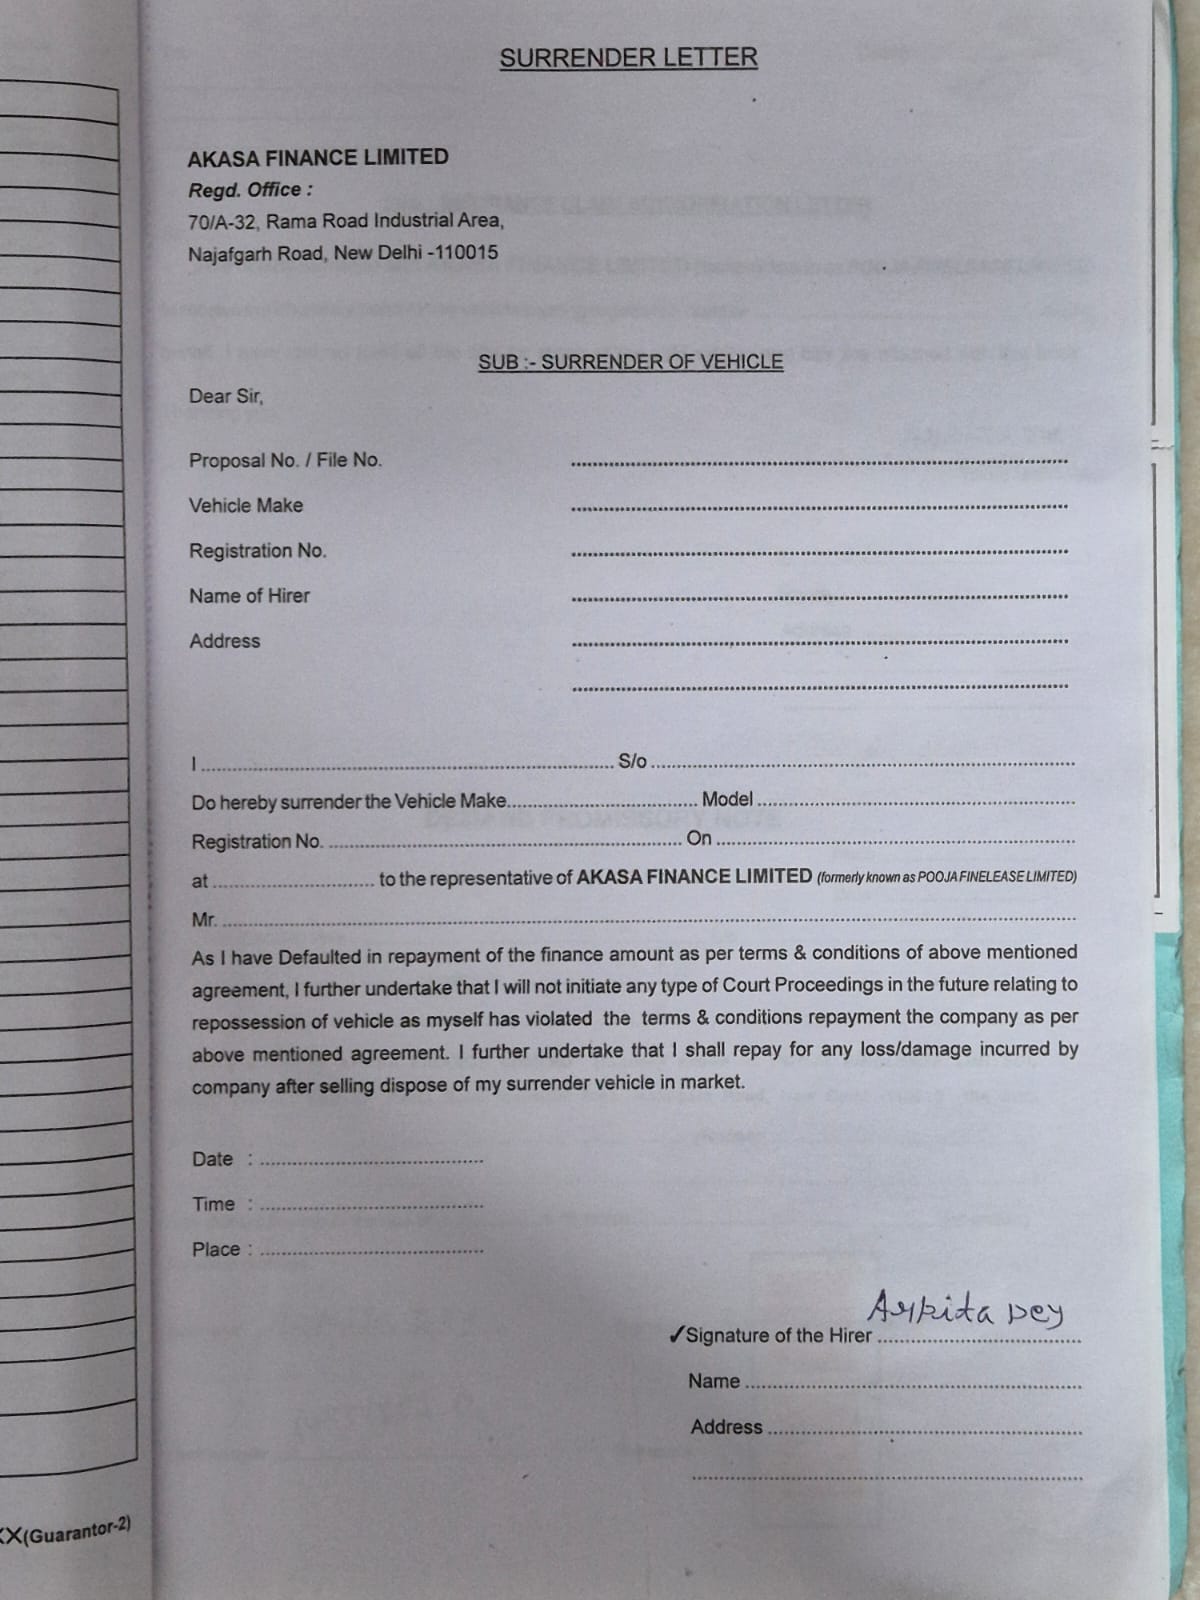 SURRENDER LETTER
AKASA FINANCE LIMITED
Regd. Office :
70/A-32, Rama Road Industrial Area,
Najafgarh Road, New Delhi -110015
SUB :- SURRENDER OF VEHICLE
Dear Sir,
Proposal No. / File No. ........................
Vehicle Make ........................
Registration No. ........................
Name of Hirer ........................
Address ........................
........................
I ........................ S/o ........................
Do hereby surrender the Vehicle Make........................ Model ........................
Registration No. ........................ On ........................
at ........................ to the representative of AKASA FINANCE LIMITED (formerly known as POOJA FINELEASE LIMITED)
Mr. ........................
As I have Defaulted in repayment of the finance amount as per terms & conditions of above mentioned
agreement, I further undertake that I will not initiate any type of Court Proceedings in the future relating to
repossession of vehicle as myself has violated the terms & conditions repayment the company as per
above mentioned agreement. I further undertake that I shall repay for any loss/damage incurred by
company after selling dispose of my surrender vehicle in market.
Date : ........................
Time : ........................
Place : ........................
Arpita Dey
✓Signature of the Hirer ........................
Name ........................
Address ........................
........................
X(Guarantor-2)